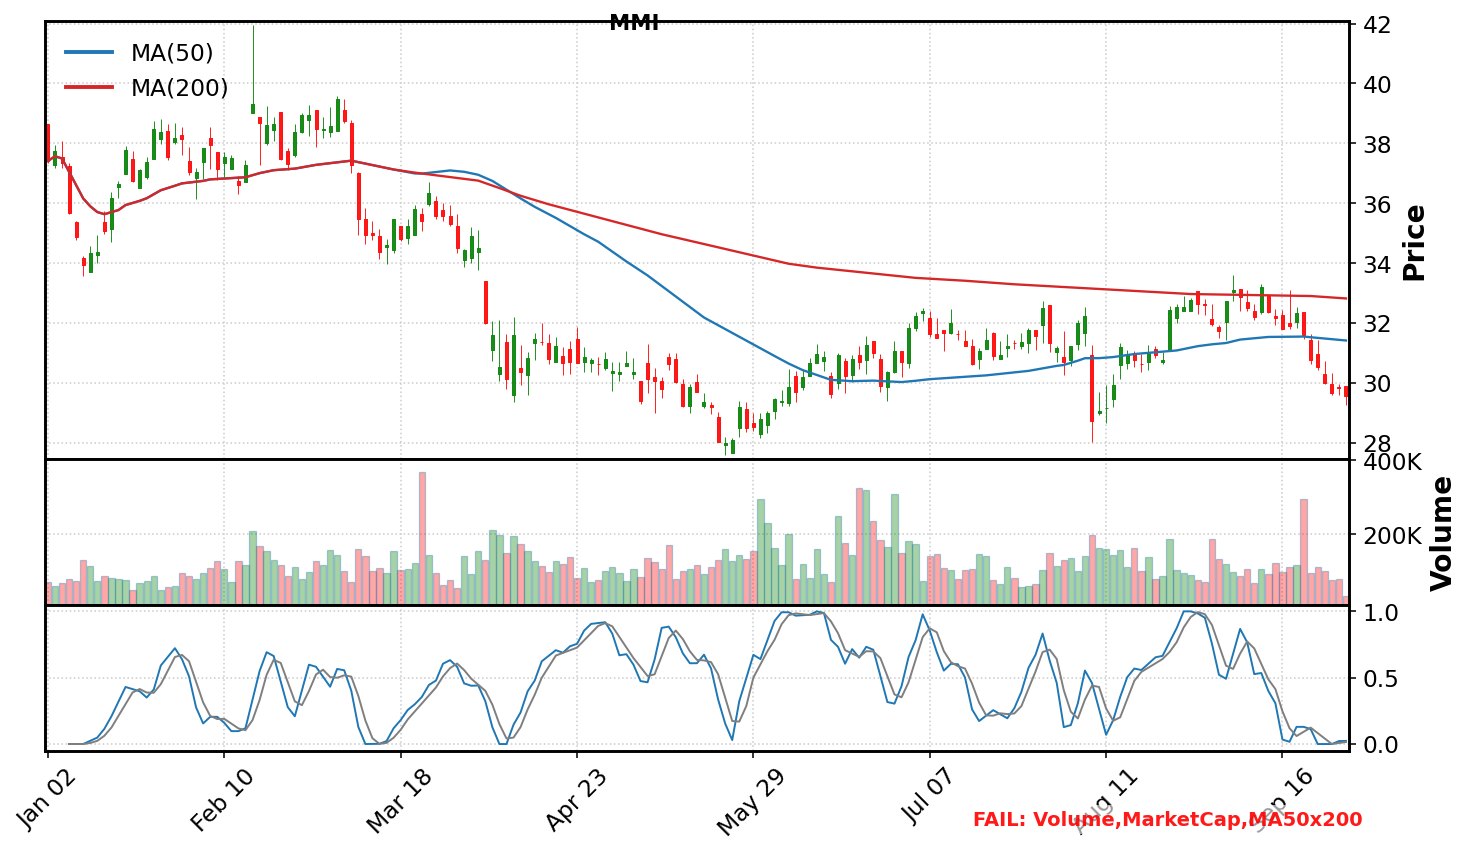 MMI
MA(50)
MA(200)
42
40
38
36
34
32
30
28
Price
400K
200K
Volume
1.0
0.5
0.0
Jan 02
Feb 10
Mar 18
Apr 23
May 29
Jul 07
Aug 11
Sep 16
FAIL: Volume,MarketCap,MA50x200